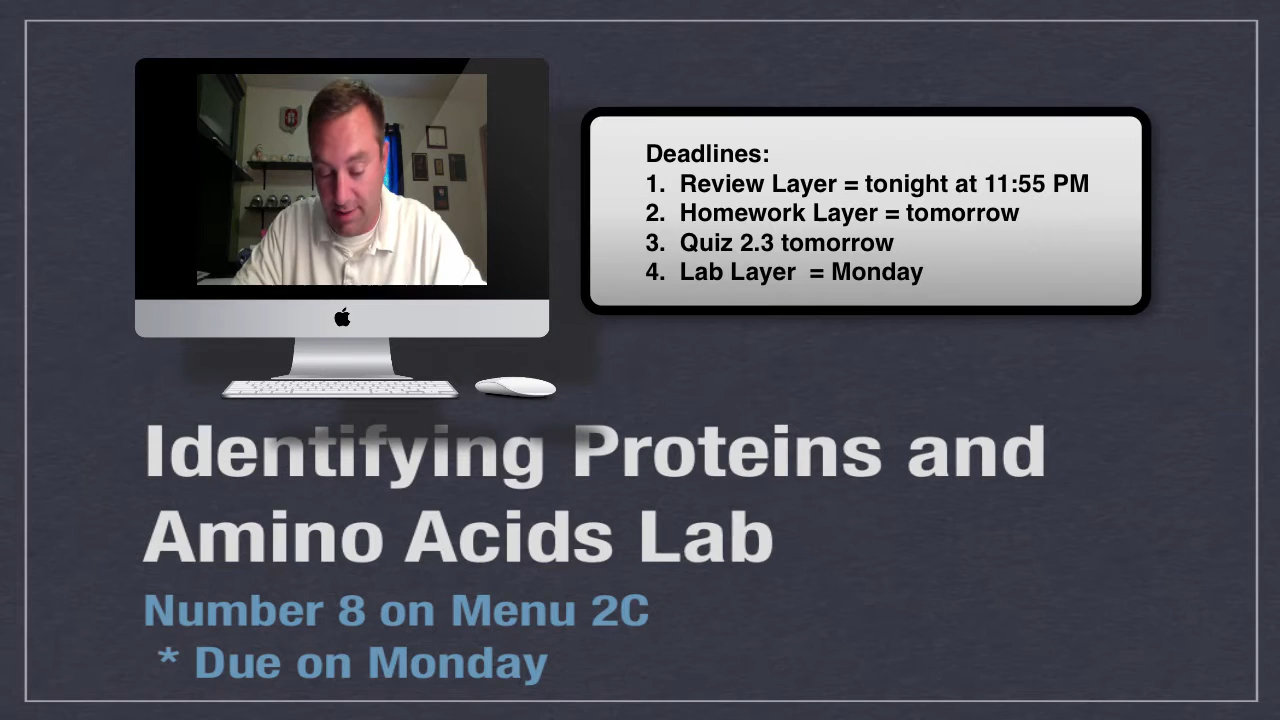 Deadlines:
1. Review Layer = tonight at 11:55 PM
2. Homework Layer = tomorrow
3. Quiz 2.3 tomorrow
4. Lab Layer = Monday
Identifying Proteins and
Amino Acids Lab
Number 8 on Menu 2C
* Due on Monday